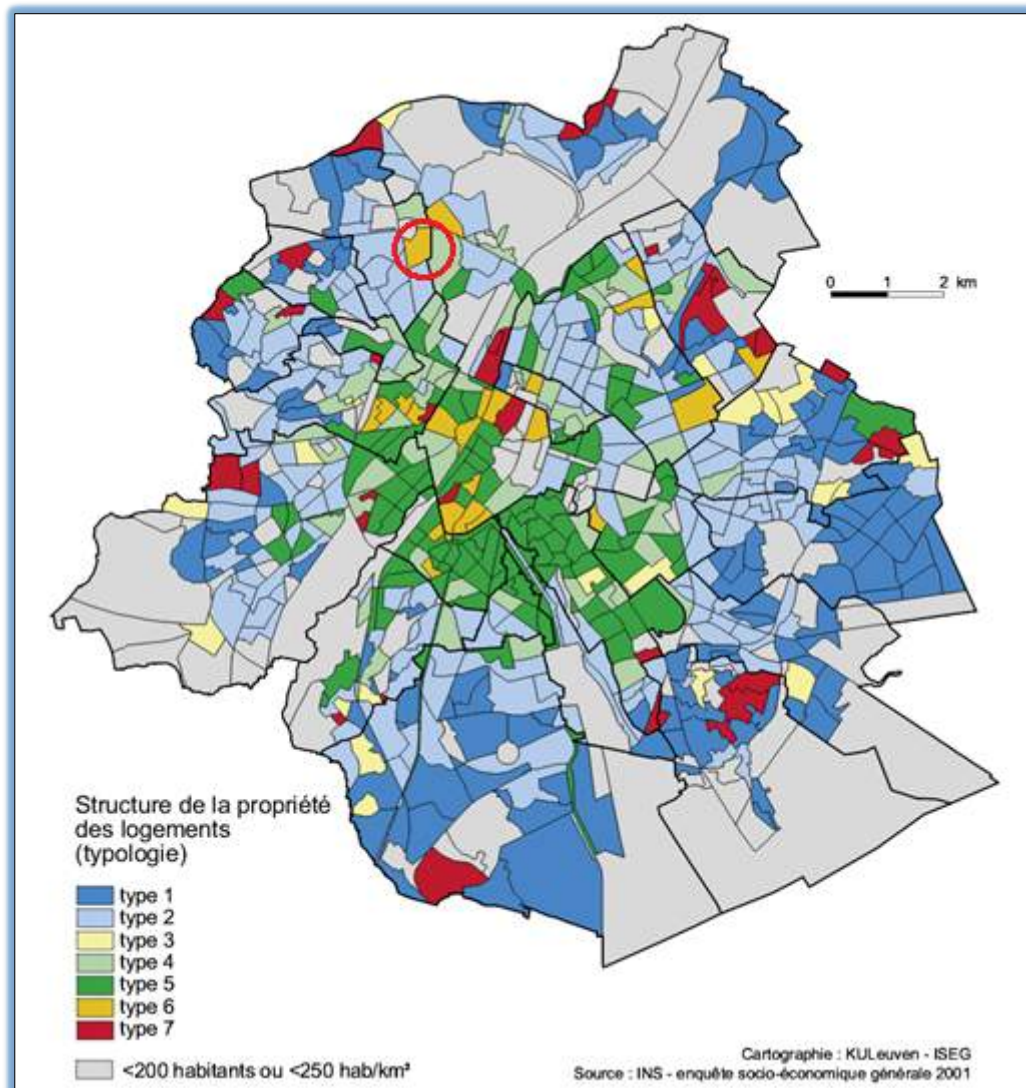 0 1 2 km
Structure de la propriété
des logements
(typologie)
type 1
type 2
type 3
type 4
type 5
type 6
type 7
<200 habitants ou <250 hab/km²
Cartographie : KULeuven - ISEG
Source : INS - enquête socio-économique générale 2001